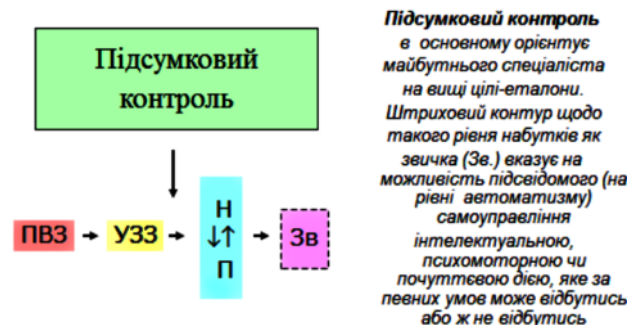 Підсумковий
контроль
ПВЗ → УЗЗ → Н ↓↑ П → Зв
Підсумковий контроль
в основному орієнтує
майбутнього спеціаліста
на вищі цілі-еталони.
Штриховий контур щодо
такого рівня набутків як
звичка (Зв.) вказує на
можливість підсвідомого (на
рівні автоматизму)
самоуправління
інтелектуальною,
психомоторною чи
почуттєвою дією, яке за
певних умов може відбутись
або ж не відбутись